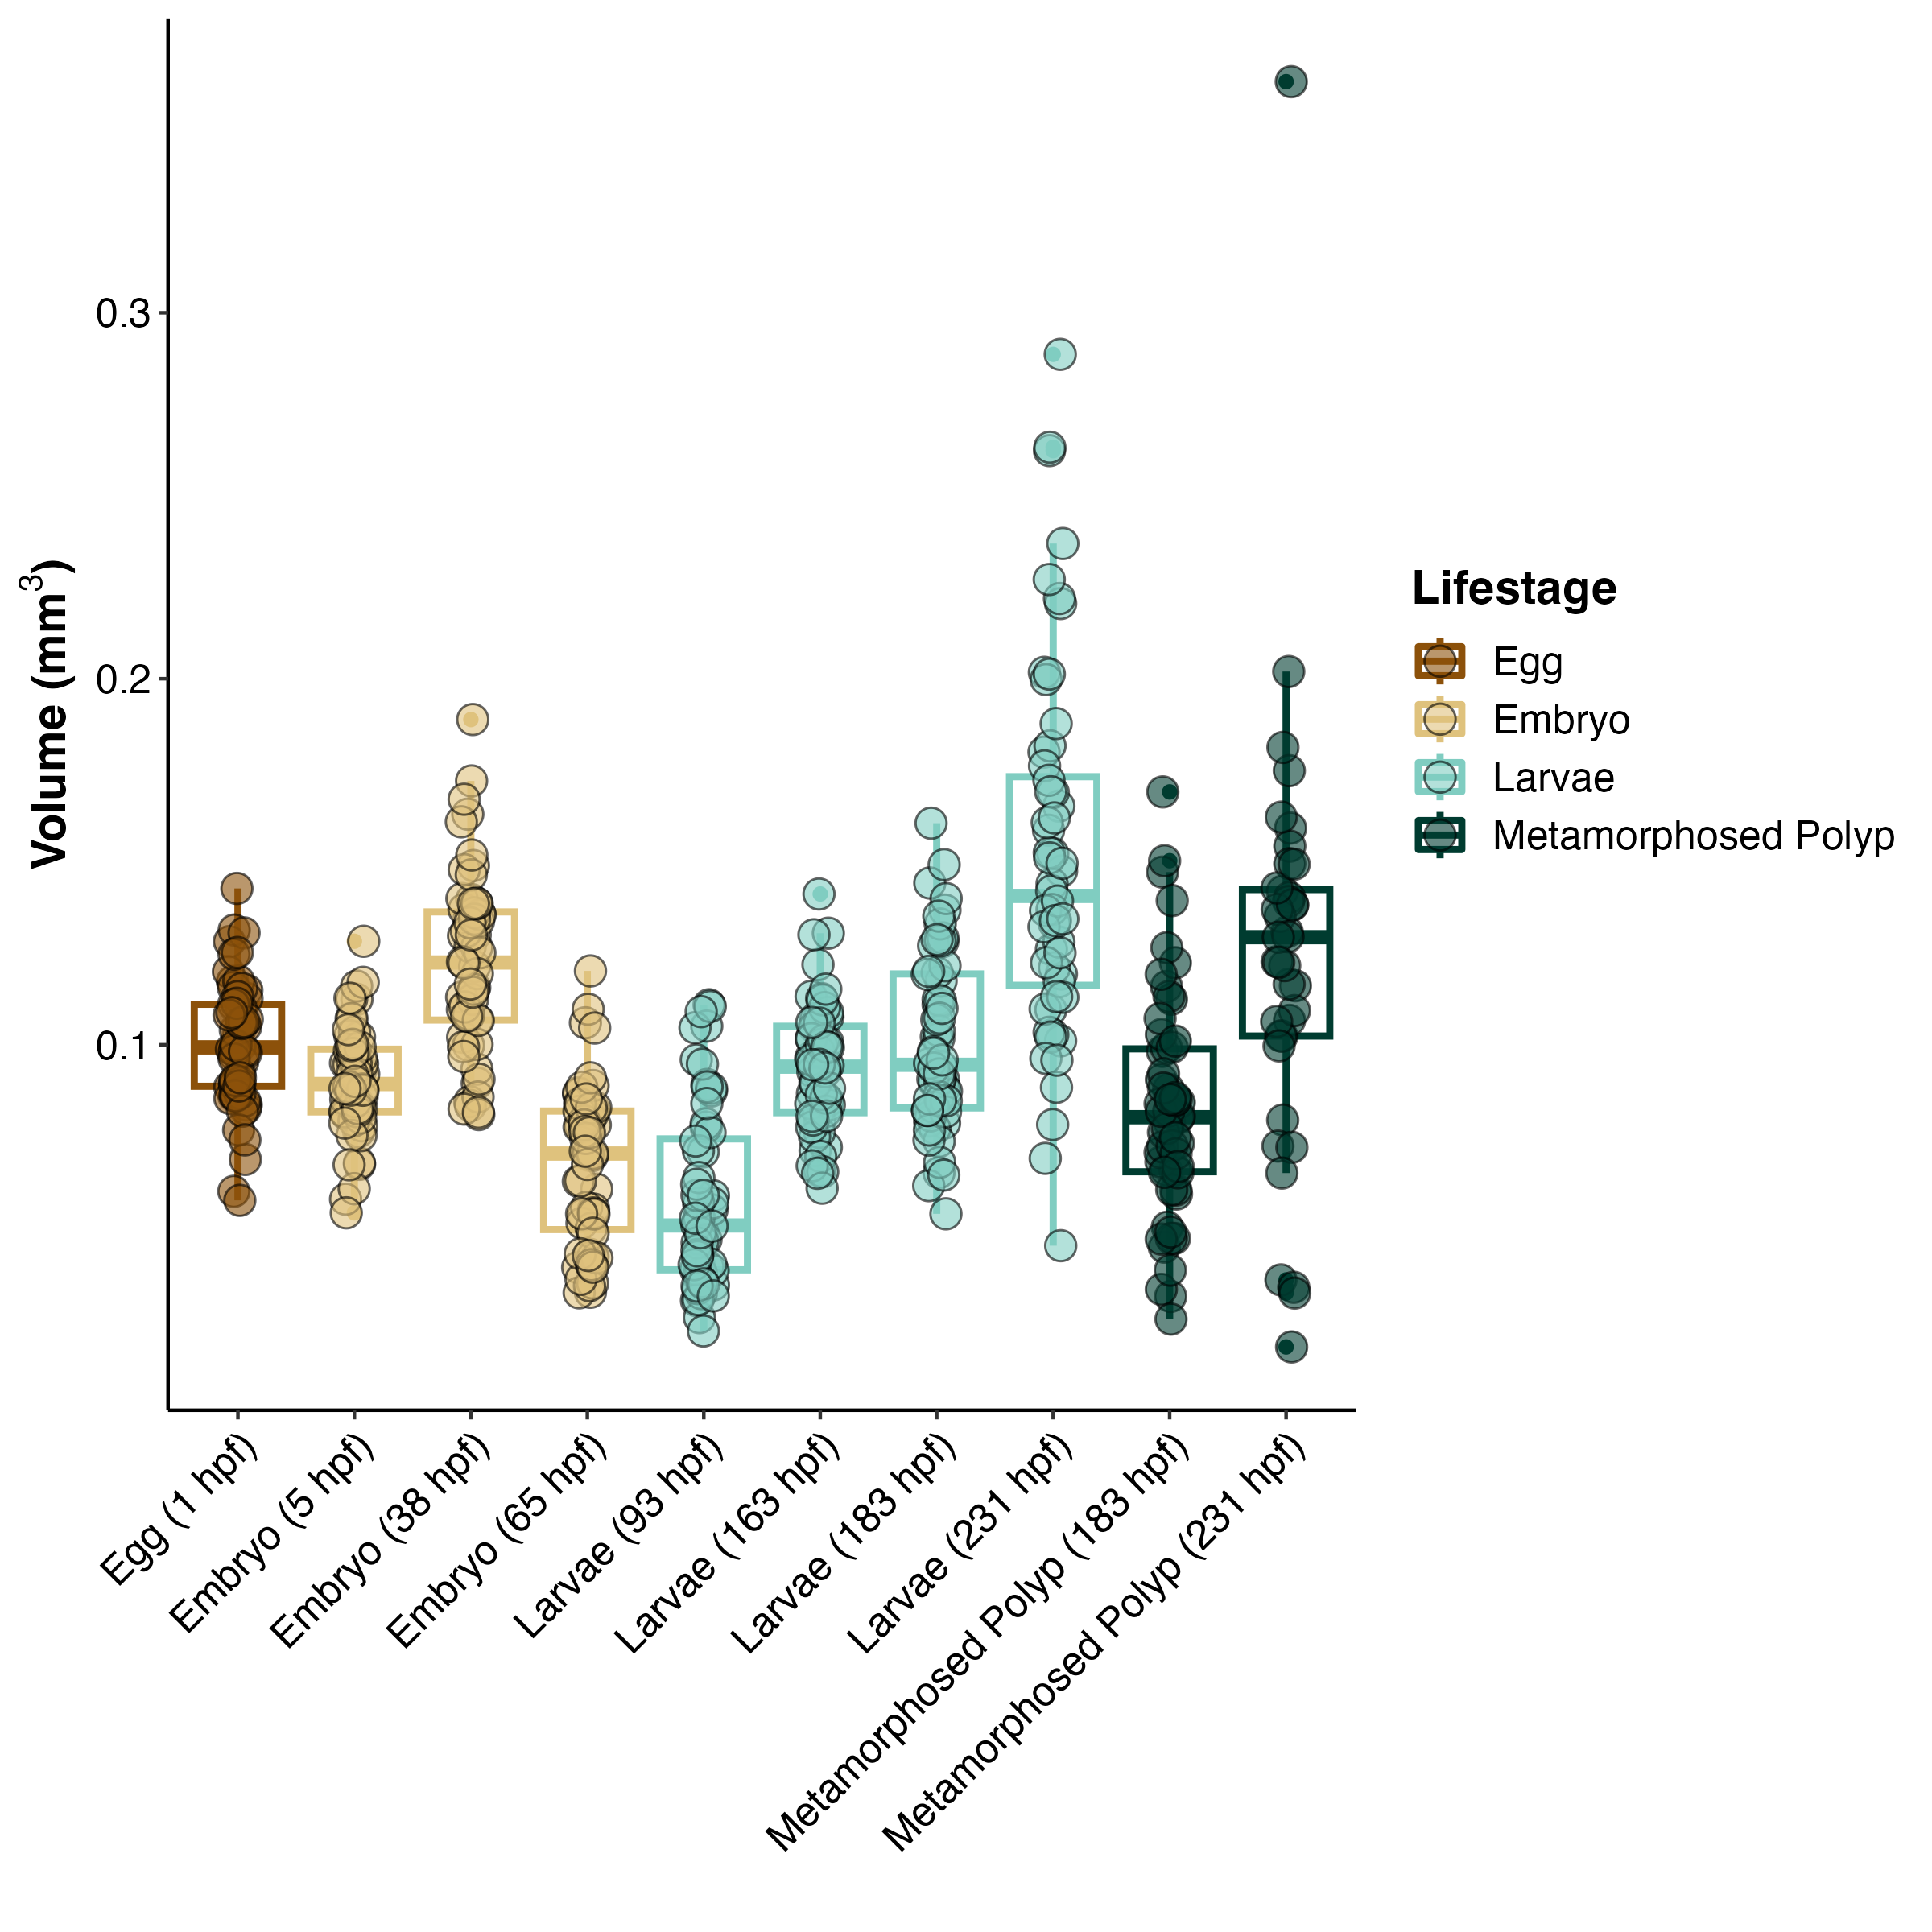 Volume (mm³)
0.3
0.2
0.1
Egg (1 hpf)
Embryo (5 hpf)
Embryo (38 hpf)
Embryo (65 hpf)
Larvae (93 hpf)
Larvae (163 hpf)
Larvae (183 hpf)
Larvae (231 hpf)
Metamorphosed Polyp (183 hpf)
Metamorphosed Polyp (231 hpf)
Lifestage
Egg
Embryo
Larvae
Metamorphosed Polyp